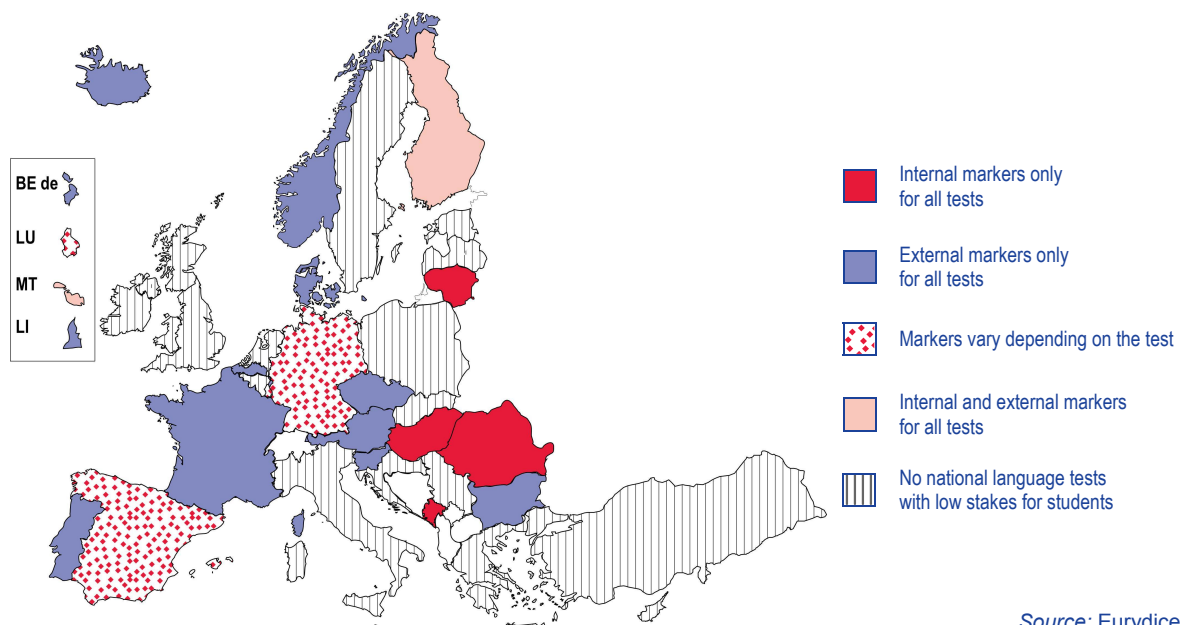 BE de
LU
MT
LI
Internal markers only
for all tests
External markers only
for all tests
Markers vary depending on the test
Internal and external markers
for all tests
No national language tests
with low stakes for students
Source: Eurydice